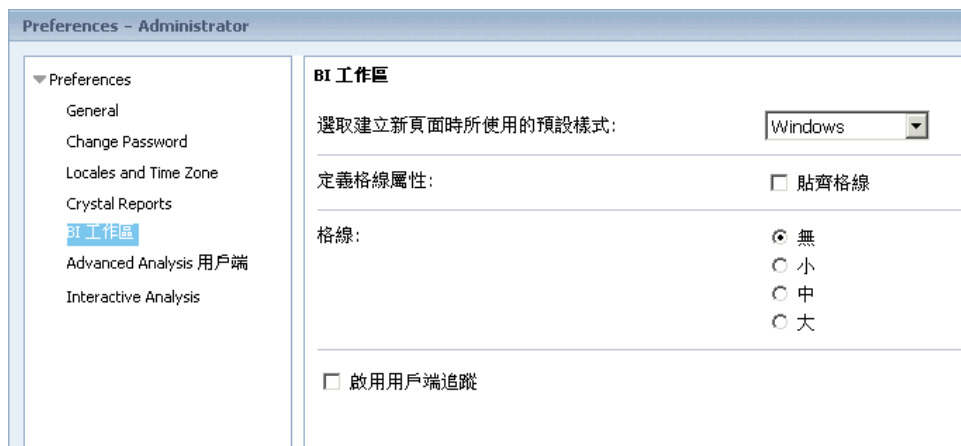 Preferences – Administrator
Preferences
General
Change Password
Locales and Time Zone
Crystal Reports
BI 工作區
Advanced Analysis 用戶端
Interactive Analysis
BI 工作區
選取建立新頁面時所使用的預設樣式:
Windows
定義格線屬性:
貼齊格線
格線:
無
小
中
大
啟用用戶端追蹤